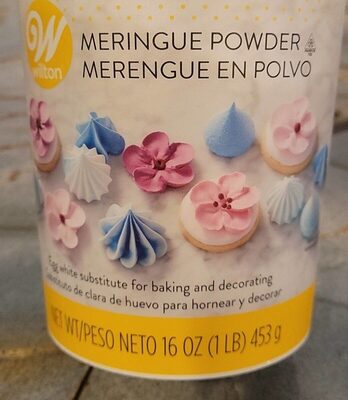 W
wilton
MERINGUE POWDER
MERENGUE EN POLVO
Egg white substitute for baking and decorating
Substituto de clara de huevo para hornear y decorar
NET WT/PESO NETO 16 OZ (1 LB) 453 g